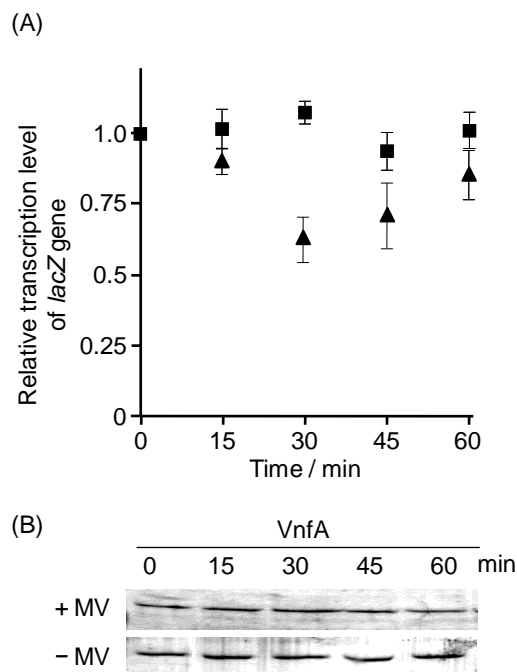 (A)
Relative transcription level
of lacZ gene
1.0
0.75
0.5
0.25
0
0 15 30 45 60
Time / min
(B)
VnfA
0 15 30 45 60 min
+ MV
− MV